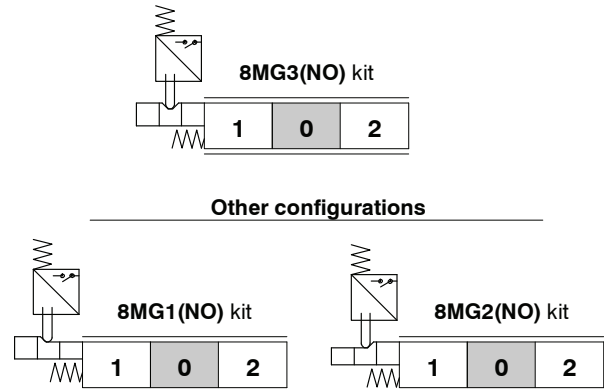 8MG3(NO) kit
1 0 2
Other configurations
8MG1(NO) kit
1 0 2
8MG2(NO) kit
1 0 2